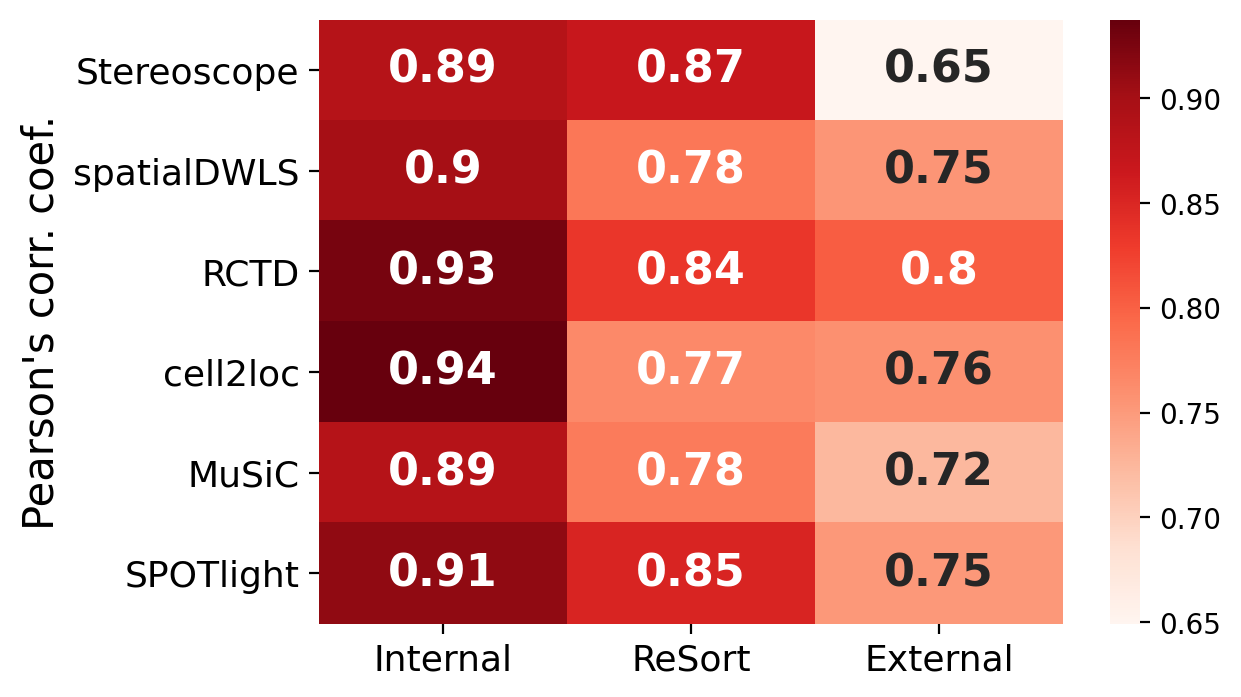 Pearson's corr. coef.
Stereoscope 0.89 0.87 0.65
spatialDWLS 0.9 0.78 0.75
RCTD 0.93 0.84 0.8
cell2loc 0.94 0.77 0.76
MuSiC 0.89 0.78 0.72
SPOTlight 0.91 0.85 0.75
Internal ReSort External
0.90
0.85
0.80
0.75
0.70
0.65